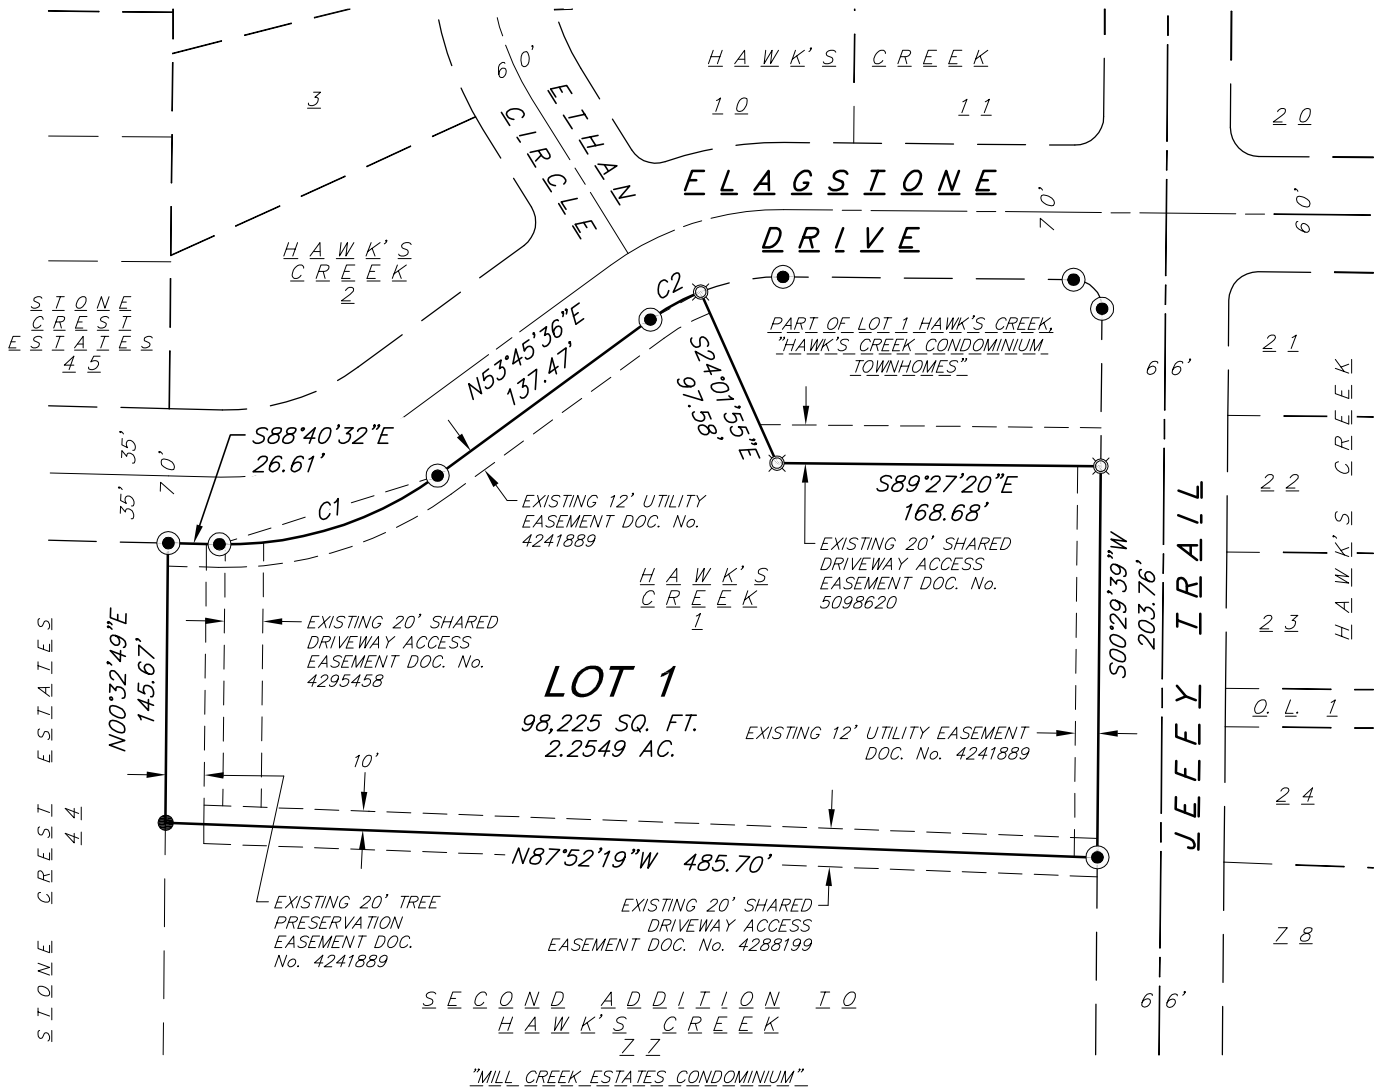 HAWK'S CREEK
10
11
20
3
60'
ETHAN
CIRCLE
FLAGSTONE
DRIVE
70'
60'
HAWK'S
CREEK
2
STONE
CREST
ESTATES
45
C2
N53°45'36"E
137.47'
S24°01'55"E
97.58'
PART OF LOT 1 HAWK'S CREEK,
"HAWK'S CREEK CONDOMINIUM
TOWNHOMES"
66'
21
HAWK'S CREEK
35'
35'
70'
S88°40'32"E
26.61'
C1
EXISTING 12' UTILITY
EASEMENT DOC. No.
4241889
S89°27'20"E
168.68'
22
EXISTING 20' SHARED
DRIVEWAY ACCESS
EASEMENT DOC. No.
5098620
HAWK'S
CREEK
1
S00°29'39"W
203.76'
JEFFY TRAIL
23
N00°32'49"E
145.67'
EXISTING 20' SHARED
DRIVEWAY ACCESS
EASEMENT DOC. No.
4295458
LOT 1
98,225 SQ. FT.
2.2549 AC.
EXISTING 12' UTILITY EASEMENT
DOC. No. 4241889
O.L. 1
10'
24
STONE CREST ESTATES
44
N87°52'19"W 485.70'
EXISTING 20' TREE
PRESERVATION
EASEMENT DOC.
No. 4241889
EXISTING 20' SHARED
DRIVEWAY ACCESS
EASEMENT DOC. No. 4288199
78
SECOND ADDITION TO
HAWK'S CREEK
77
"MILL CREEK ESTATES CONDOMINIUM"
66'